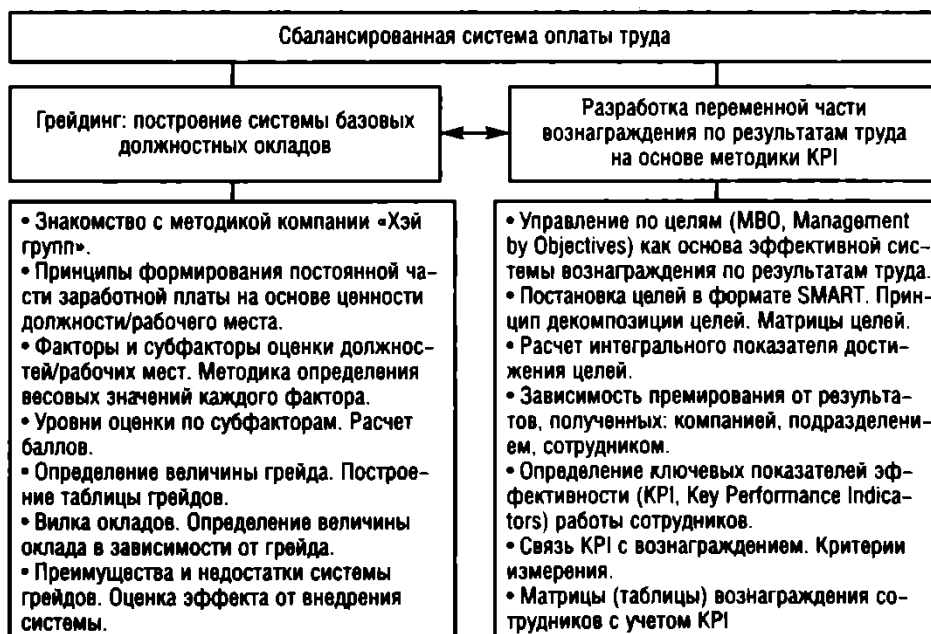 Сбалансированная система оплаты труда
Грейдинг: построение системы базовых
должностных окладов
Разработка переменной части
вознаграждения по результатам труда
на основе методики KPI
• Знакомство с методикой компании «Хэй
групп».
• Принципы формирования постоянной ча-
сти заработной платы на основе ценности
должности/рабочего места.
• Факторы и субфакторы оценки должнос-
тей/рабочих мест. Методика определения
весовых значений каждого фактора.
• Уровни оценки по субфакторам. Расчет
баллов.
• Определение величины грейда. Построе-
ние таблицы грейдов.
• Вилка окладов. Определение величины
оклада в зависимости от грейда.
• Преимущества и недостатки системы
грейдов. Оценка эффекта от внедрения
системы.
• Управление по целям (MBO, Management
by Objectives) как основа эффективной сис-
темы вознаграждения по результатам труда.
• Постановка целей в формате SMART. Прин-
цип декомпозиции целей. Матрицы целей.
• Расчет интегрального показателя дости-
жения целей.
• Зависимость премирования от результа-
тов, полученных: компанией, подразделени-
ем, сотрудником.
• Определение ключевых показателей эф-
фективности (KPI, Key Performance Indica-
tors) работы сотрудников.
• Связь KPI с вознаграждением. Критерии
измерения.
• Матрицы (таблицы) вознаграждения со-
трудников с учетом KPI